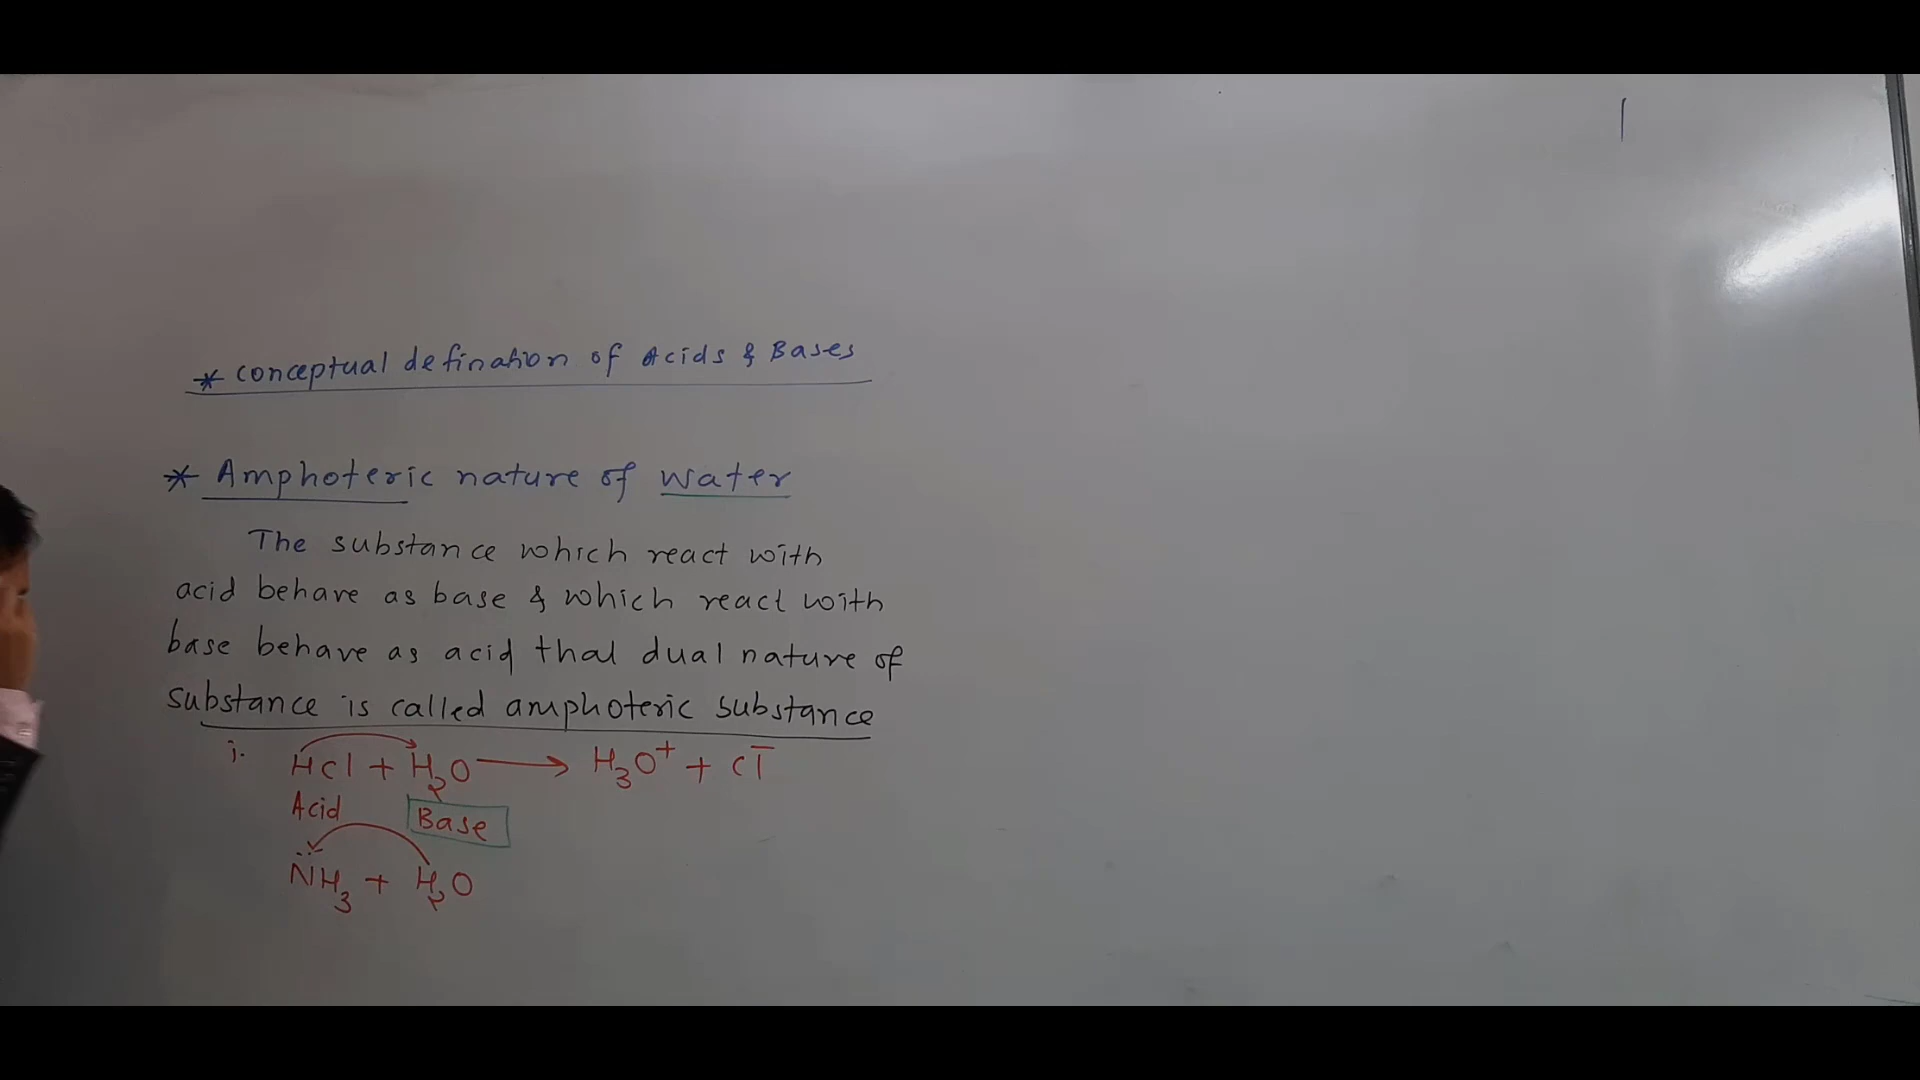 * Conceptual defination of Acids & Bases
* Amphoteric nature of water
The substance which react with
acid behave as base & which react with
base behave as acid thal dual nature of
substance is called amphoteric substance
i. HCl + H₂O ⟶ H₃O⁺ + Cl⁻
Acid Base
N̈H₃ + H₂O